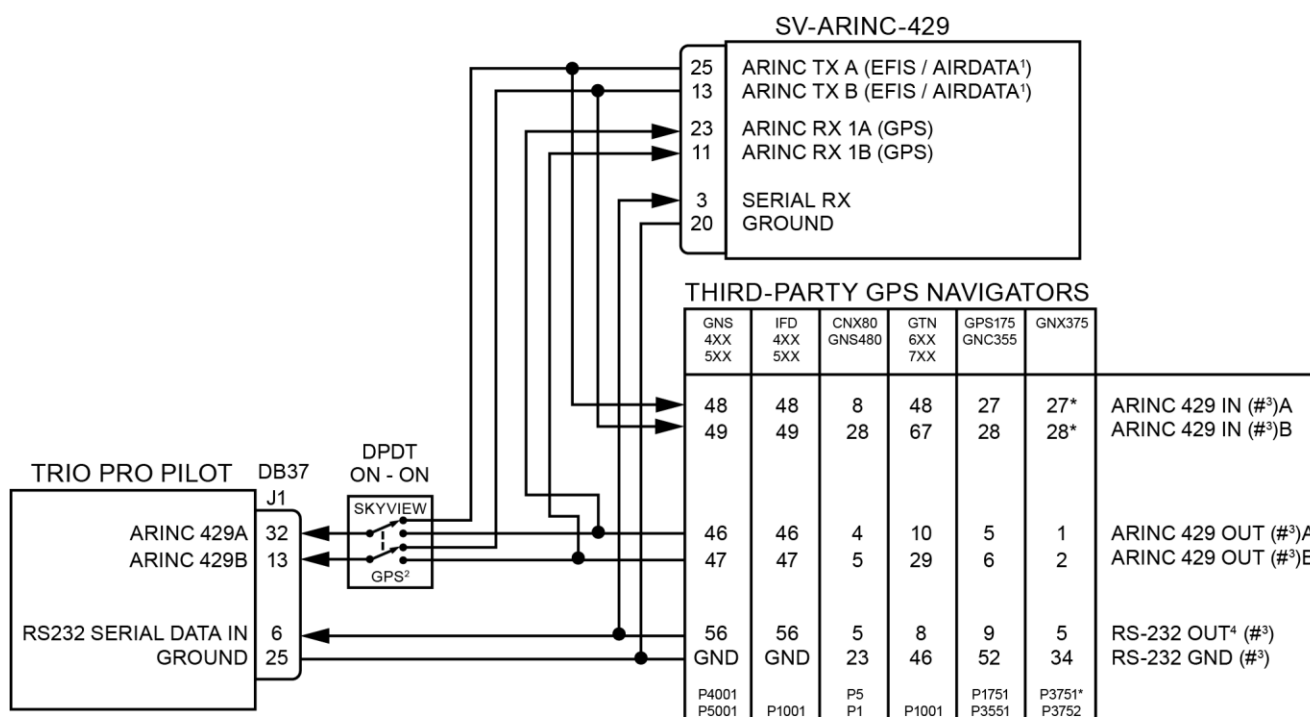 SV-ARINC-429
25 ARINC TX A (EFIS / AIRDATA¹)
13 ARINC TX B (EFIS / AIRDATA¹)
23 ARINC RX 1A (GPS)
11 ARINC RX 1B (GPS)
3 SERIAL RX
20 GROUND
THIRD-PARTY GPS NAVIGATORS
GNS IFD CNX80 GTN GPS175 GNX375
4XX 4XX GNS480 6XX GNC355
5XX 5XX 7XX
48 48 8 48 27 27* ARINC 429 IN (#³)A
49 49 28 67 28 28* ARINC 429 IN (#³)B
46 46 4 10 5 1 ARINC 429 OUT (#³)A
47 47 5 29 6 2 ARINC 429 OUT (#³)B
56 56 5 8 9 5 RS-232 OUT⁴ (#³)
GND GND 23 46 52 34 RS-232 GND (#³)
P4001 P5 P1751 P3751*
P5001 P1001 P1 P1001 P3551 P3752
DPDT
ON - ON
SKYVIEW
GPS²
TRIO PRO PILOT DB37
J1
ARINC 429A 32
ARINC 429B 13
RS232 SERIAL DATA IN 6
GROUND 25